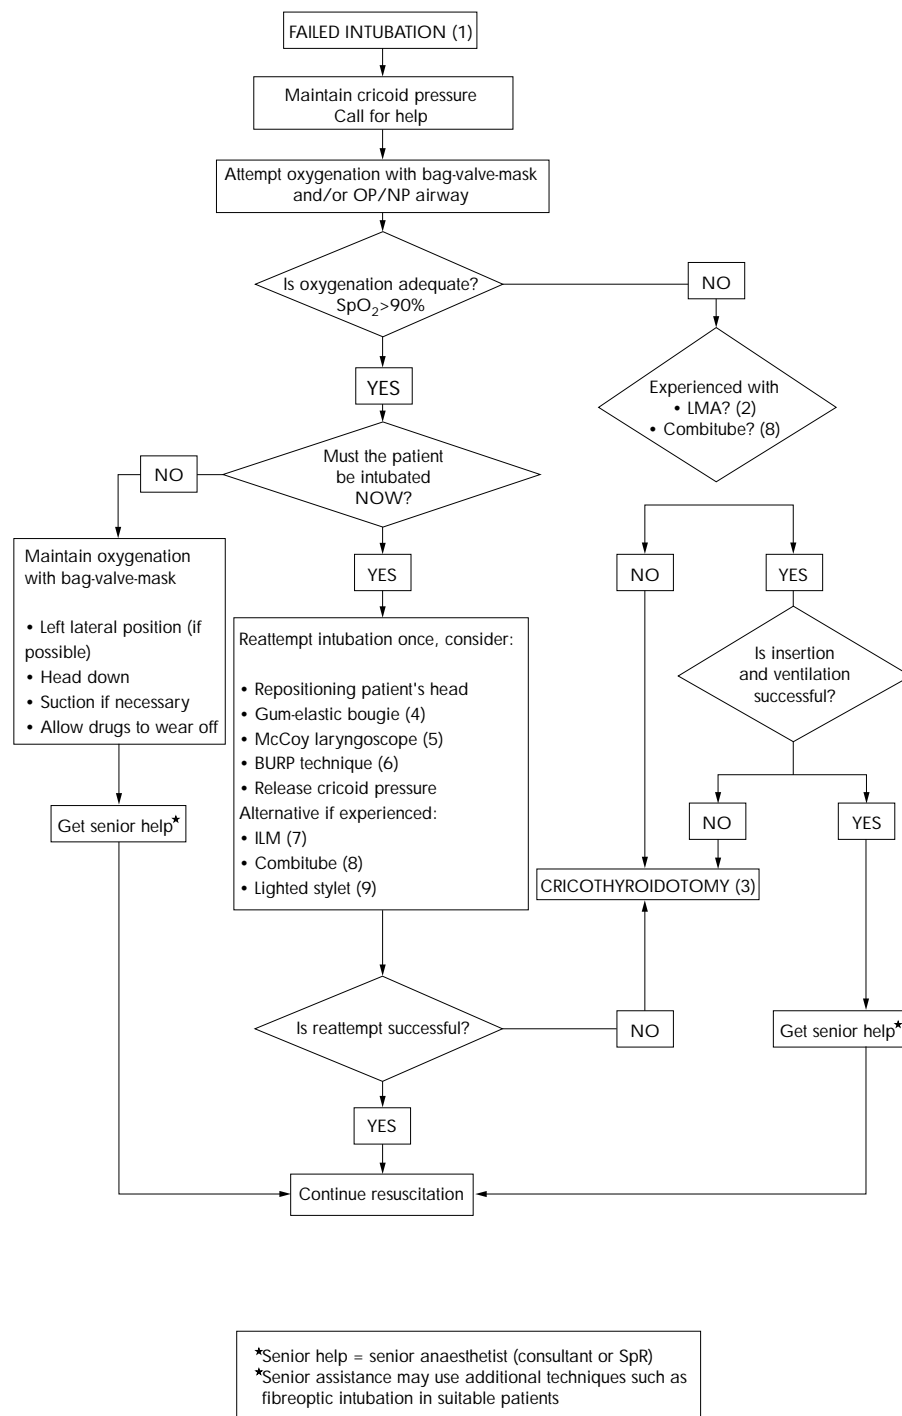 FAILED INTUBATION (1)
Maintain cricoid pressure
Call for help
Attempt oxygenation with bag-valve-mask
and/or OP/NP airway
Is oxygenation adequate?
SpO2>90%
NO
YES
Experienced with
• LMA? (2)
• Combitube? (8)
Must the patient
be intubated
NOW?
NO
Maintain oxygenation
with bag-valve-mask
• Left lateral position (if
possible)
• Head down
• Suction if necessary
• Allow drugs to wear off
YES
NO
YES
Reattempt intubation once, consider:
• Repositioning patient's head
• Gum-elastic bougie (4)
• McCoy laryngoscope (5)
• BURP technique (6)
• Release cricoid pressure
Alternative if experienced:
• ILM (7)
• Combitube (8)
• Lighted stylet (9)
Is insertion
and ventilation
successful?
NO
YES
Get senior help★
CRICOTHYROIDOTOMY (3)
Is reattempt successful?
NO
Get senior help★
YES
Continue resuscitation
★Senior help = senior anaesthetist (consultant or SpR)
★Senior assistance may use additional techniques such as
fibreoptic intubation in suitable patients